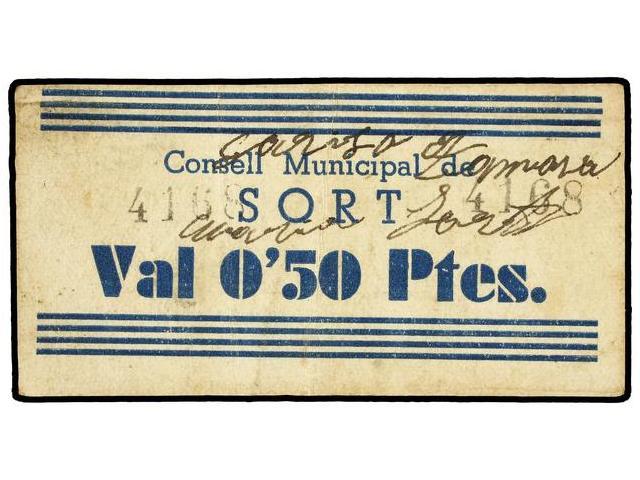 Consell Municipal de
4168 SORT 4168
Val 0'50 Ptes.